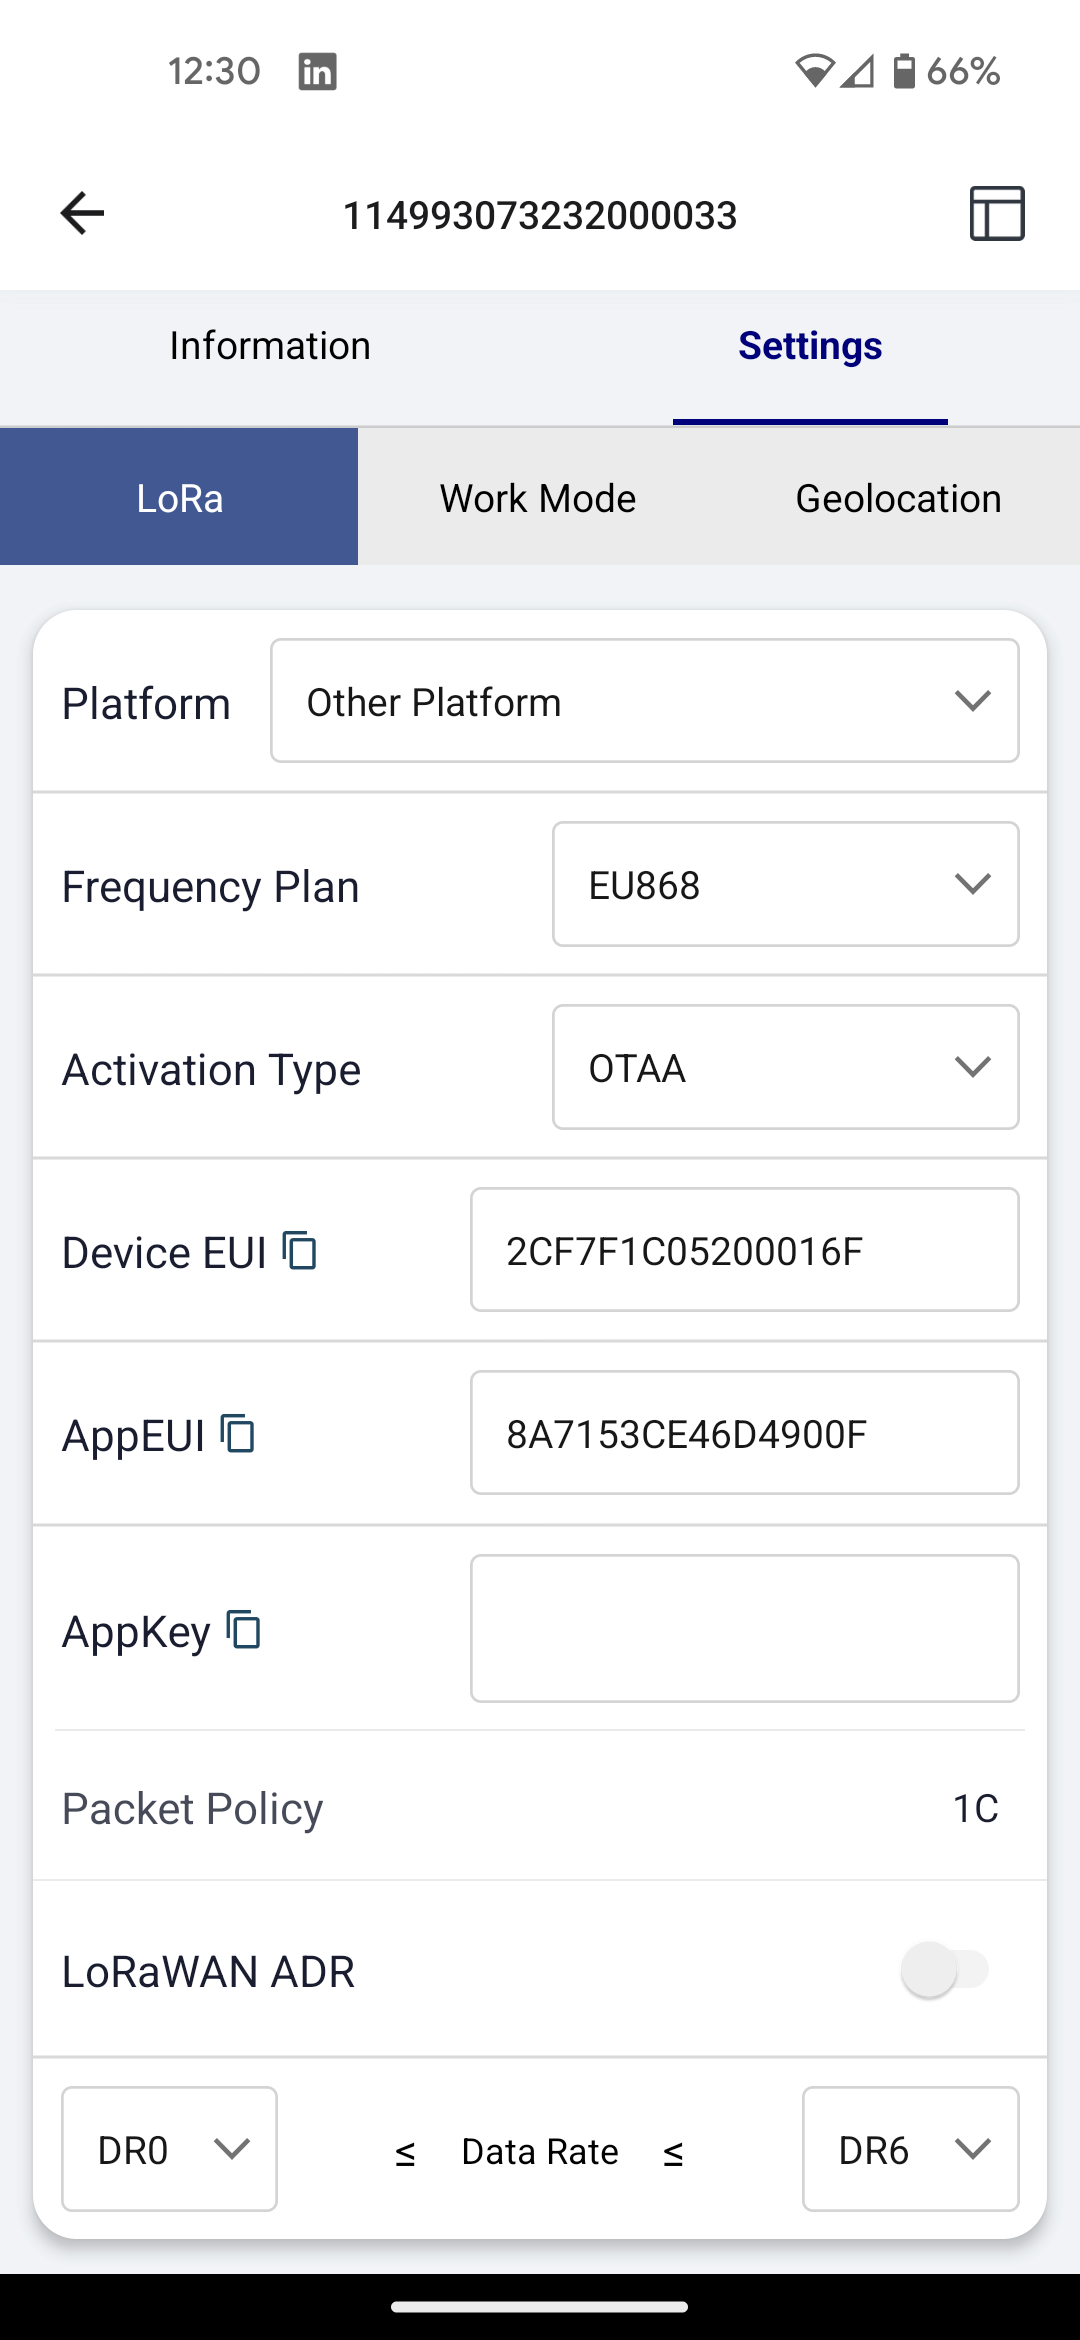 12:30 in 66%
114993073232000033
Information Settings
LoRa Work Mode Geolocation
Platform Other Platform
Frequency Plan EU868
Activation Type OTAA
Device EUI 2CF7F1C05200016F
AppEUI 8A7153CE46D4900F
AppKey
Packet Policy 1C
LoRaWAN ADR
DR0 ≤ Data Rate ≤ DR6